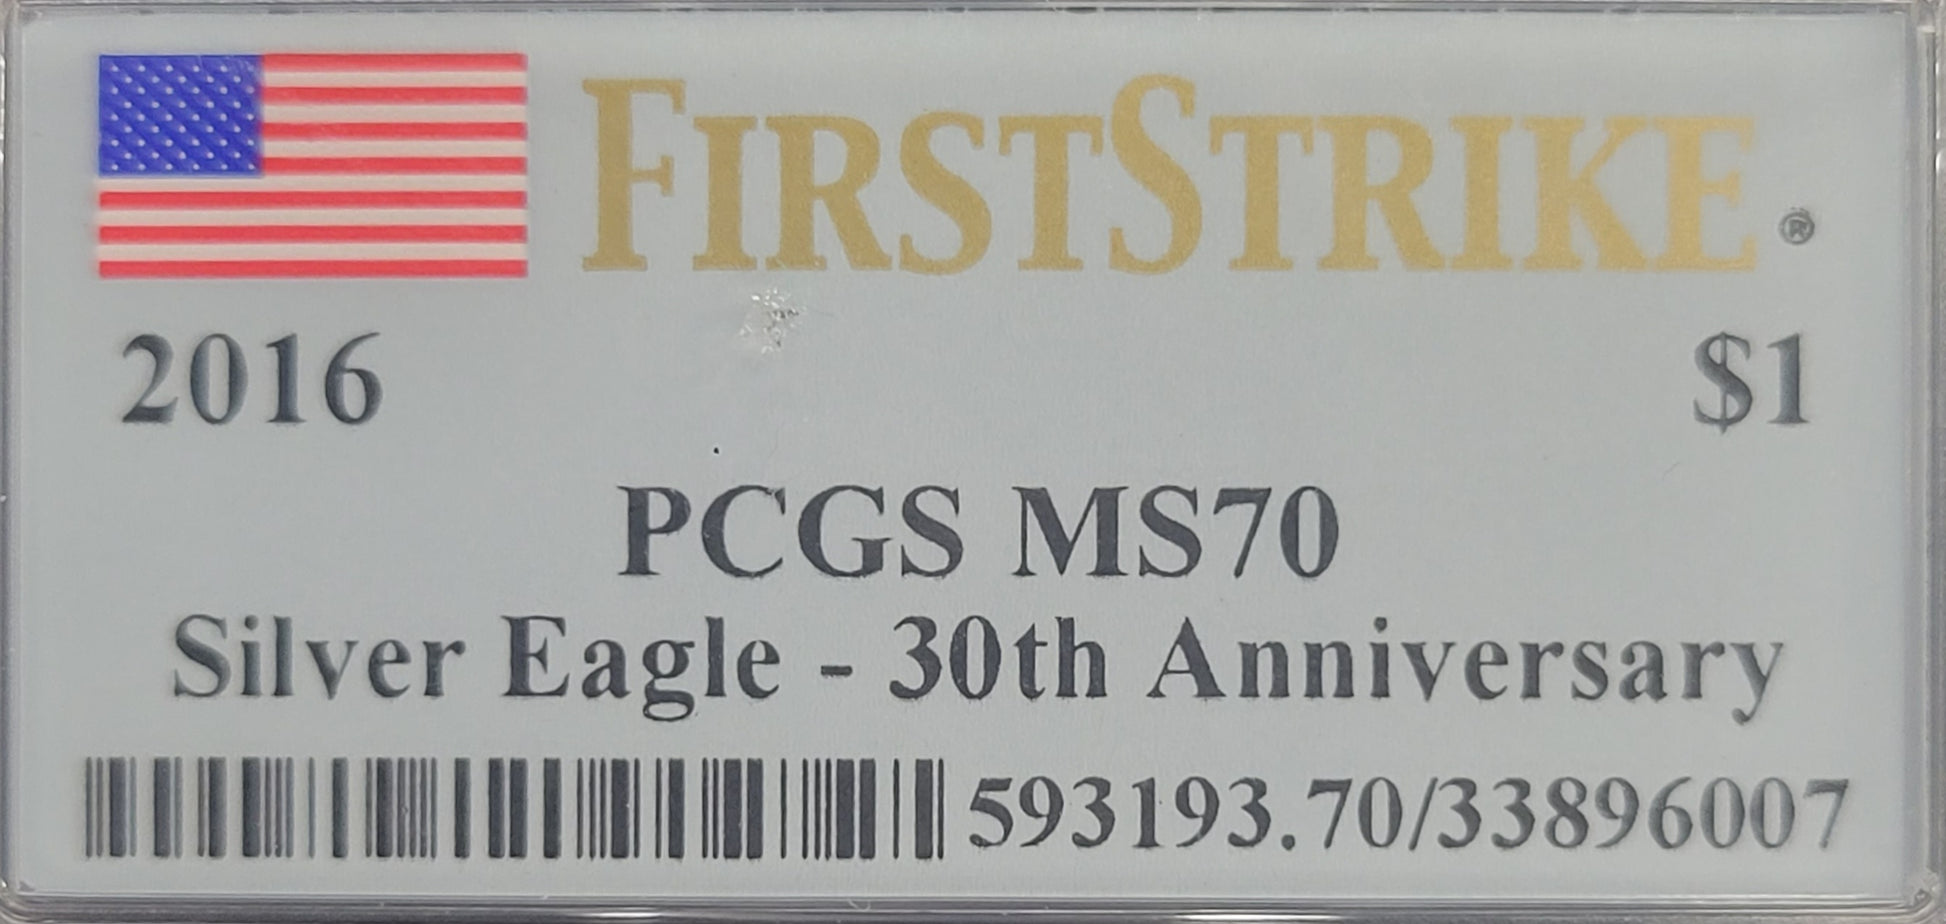 FIRSTSTRIKE®
2016 $1
PCGS MS70
Silver Eagle - 30th Anniversary
593193.70/33896007